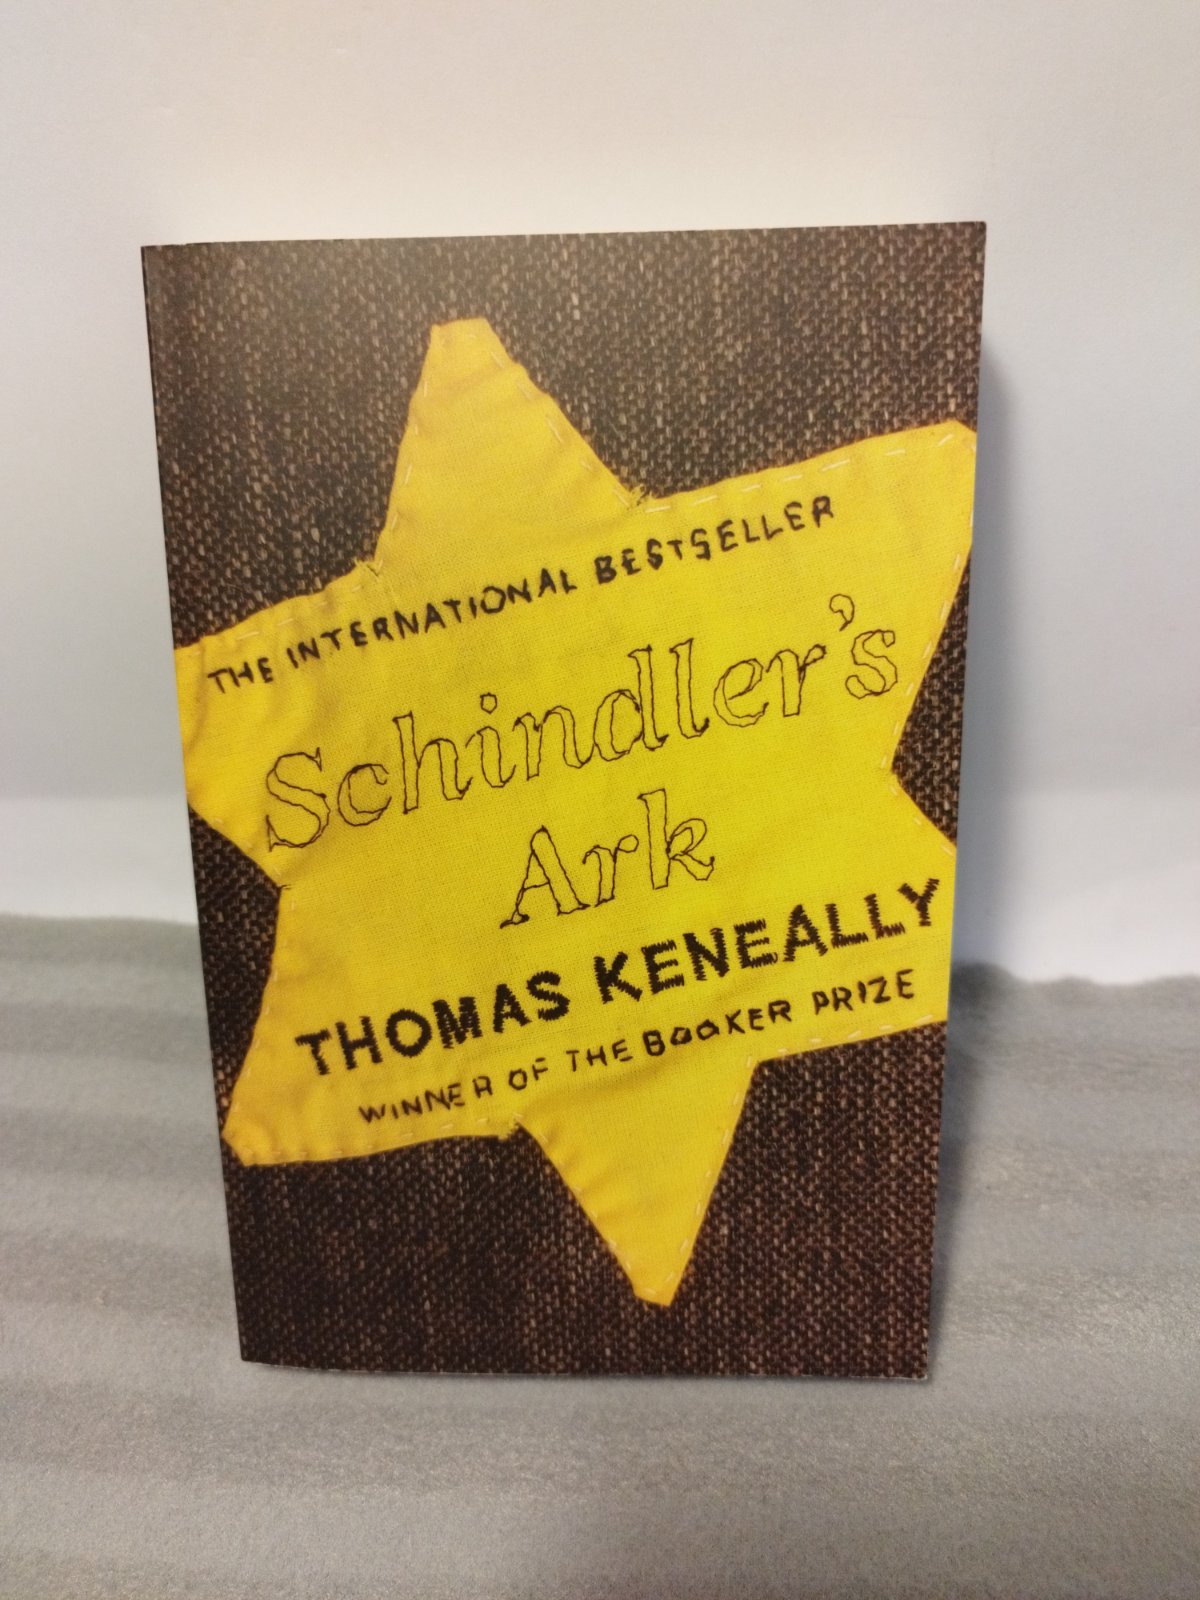 THE INTERNATIONAL BESTSELLER
Schindler's
Ark
THOMAS KENEALLY
WINNER OF THE BOOKER PRIZE